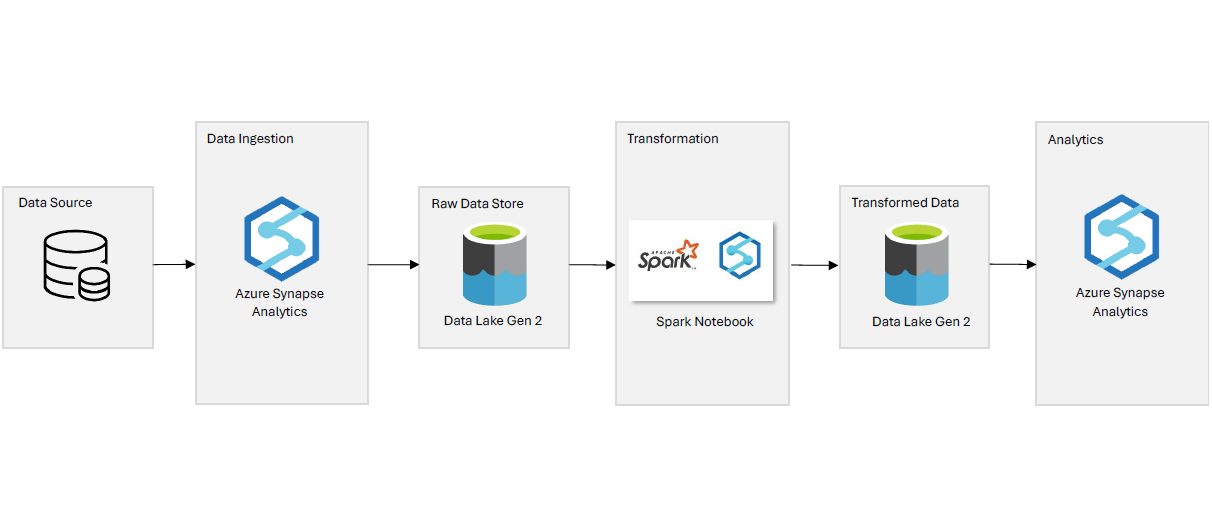 Data Source
Data Ingestion
Azure Synapse
Analytics
Raw Data Store
Data Lake Gen 2
Transformation
APACHE
Spark™
Spark Notebook
Transformed Data
Data Lake Gen 2
Analytics
Azure Synapse
Analytics